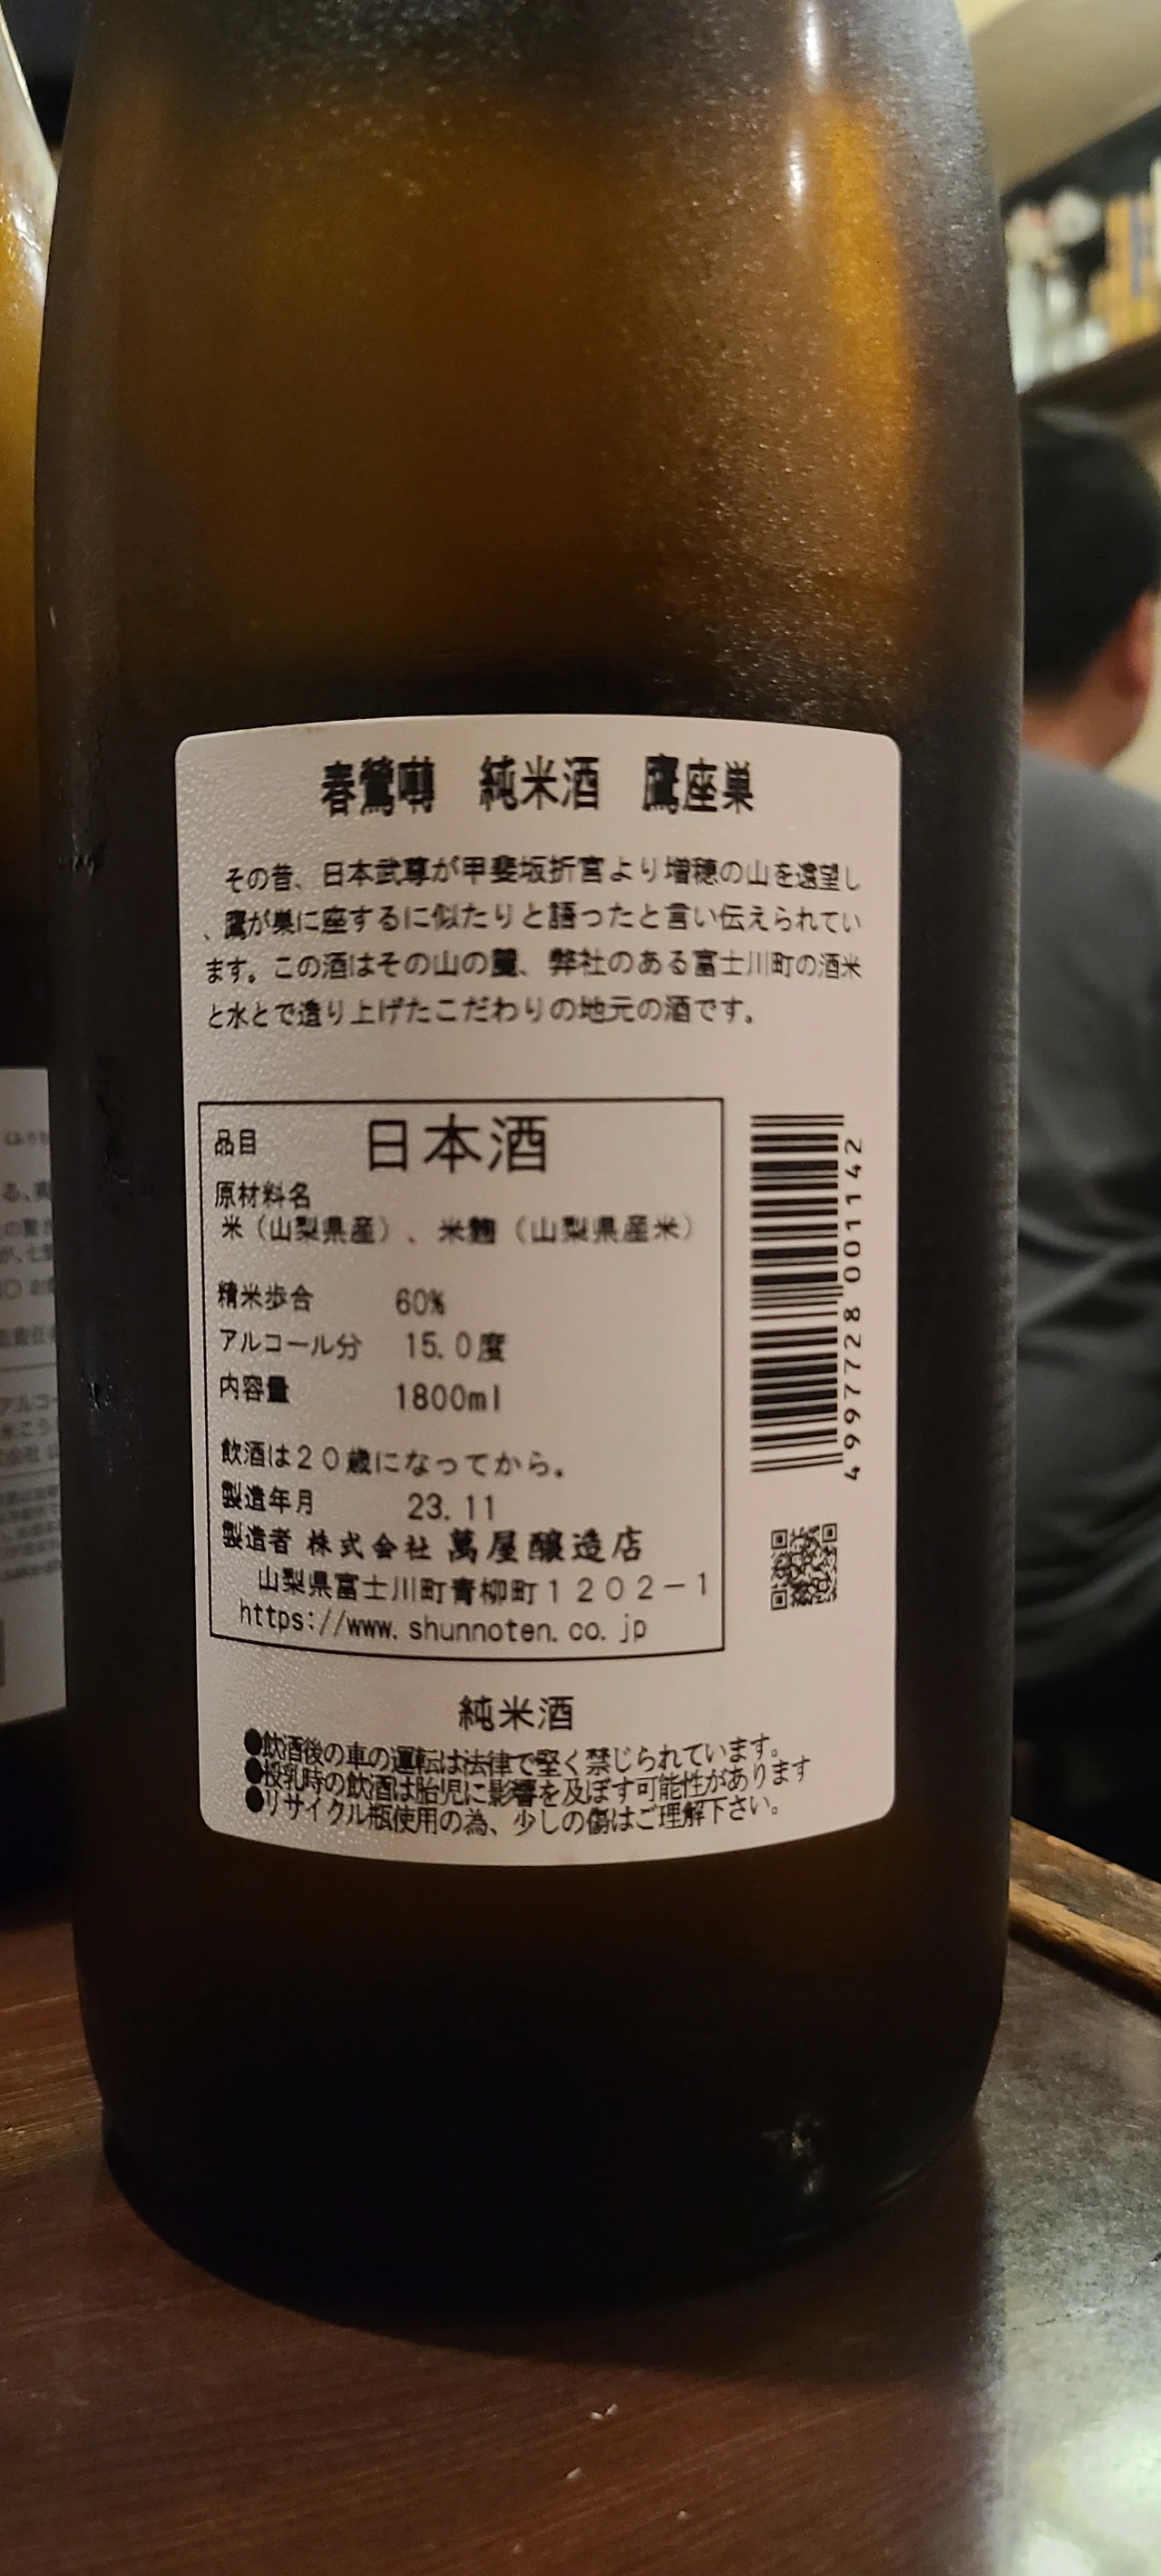 春鶯囀 純米酒 鷹座巣
その昔、日本武尊が甲斐坂折宮より増穂の山を遠望し
、鷹が巣に座するに似たりと語ったと言い伝えられてい
ます。この酒はその山の麓、弊社のある富士川町の酒米
と水とで造り上げたこだわりの地元の酒です。
品目 日本酒
原材料名
米（山梨県産）、米麹（山梨県産米）
精米歩合 60%
アルコール分 15.0度
内容量 1800ml
飲酒は20歳になってから。
製造年月 23.11
製造者 株式会社 萬屋醸造店
山梨県富士川町青柳町1202-1
https://www.shunnoten.co.jp
4997728001142
純米酒
●飲酒後の車の運転は法律で堅く禁じられています。
●授乳時の飲酒は胎児に影響を及ぼす可能性があります
●リサイクル瓶使用の為、少しの傷はご理解下さい。